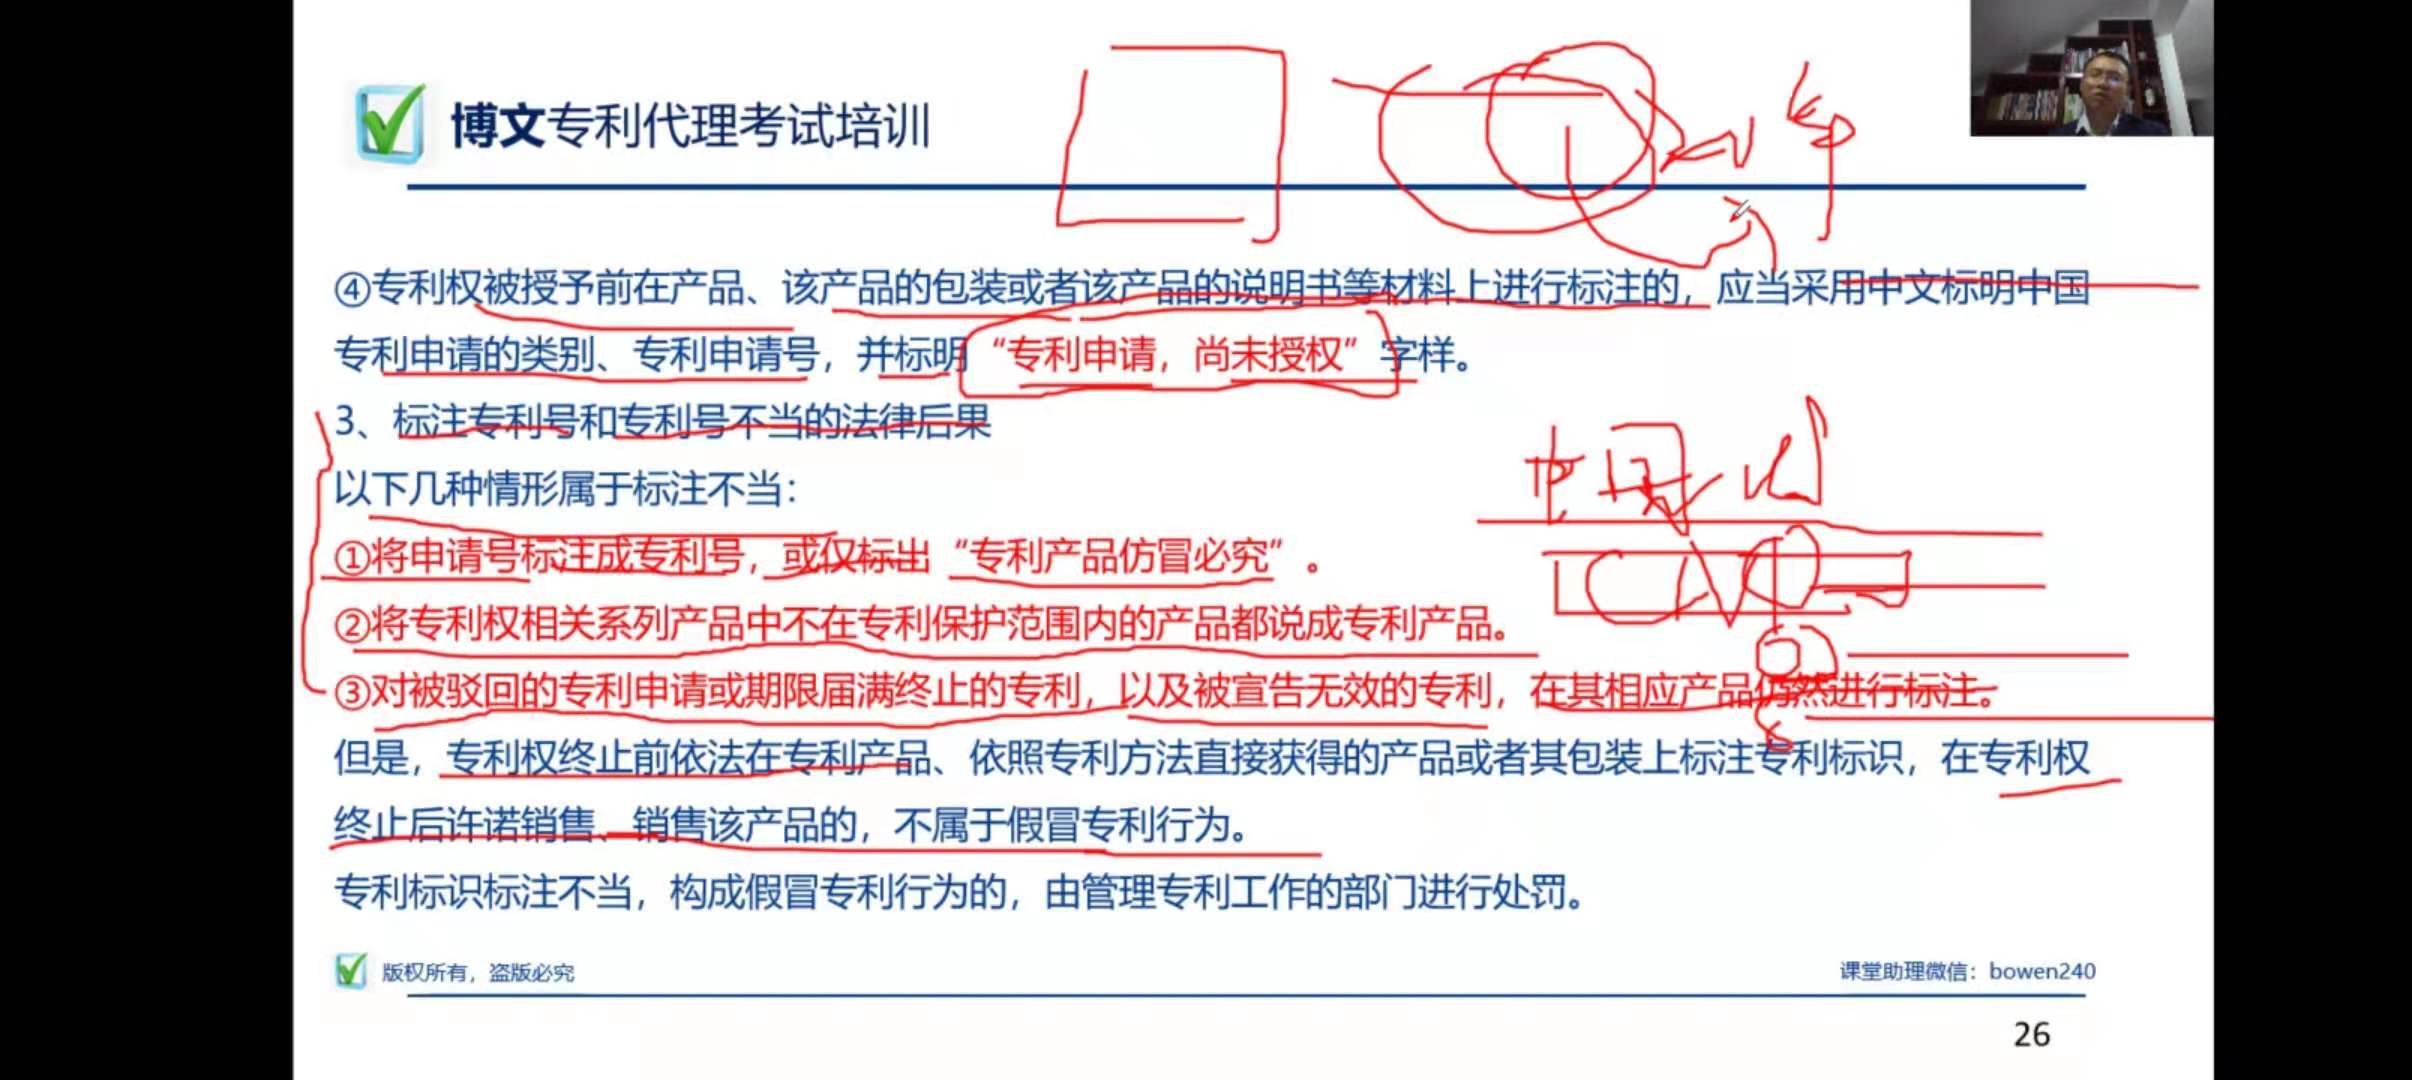 博文专利代理考试培训
④专利权被授予前在产品、该产品的包装或者该产品的说明书等材料上进行标注的，应当采用中文标明中国
专利申请的类别、专利申请号，并标明“专利申请，尚未授权”字样。
3、标注专利号和专利号不当的法律后果
以下几种情形属于标注不当：
①将申请号标注成专利号，或仅标出“专利产品仿冒必究”。
②将专利权相关系列产品中不在专利保护范围内的产品都说成专利产品。
③对被驳回的专利申请或期限届满终止的专利，以及被宣告无效的专利，在其相应产品仍然进行标注。
但是，专利权终止前依法在专利产品、依照专利方法直接获得的产品或者其包装上标注专利标识，在专利权
终止后许诺销售、销售该产品的，不属于假冒专利行为。
专利标识标注不当，构成假冒专利行为的，由管理专利工作的部门进行处罚。
版权所有，盗版必究
课堂助理微信：bowen240
26